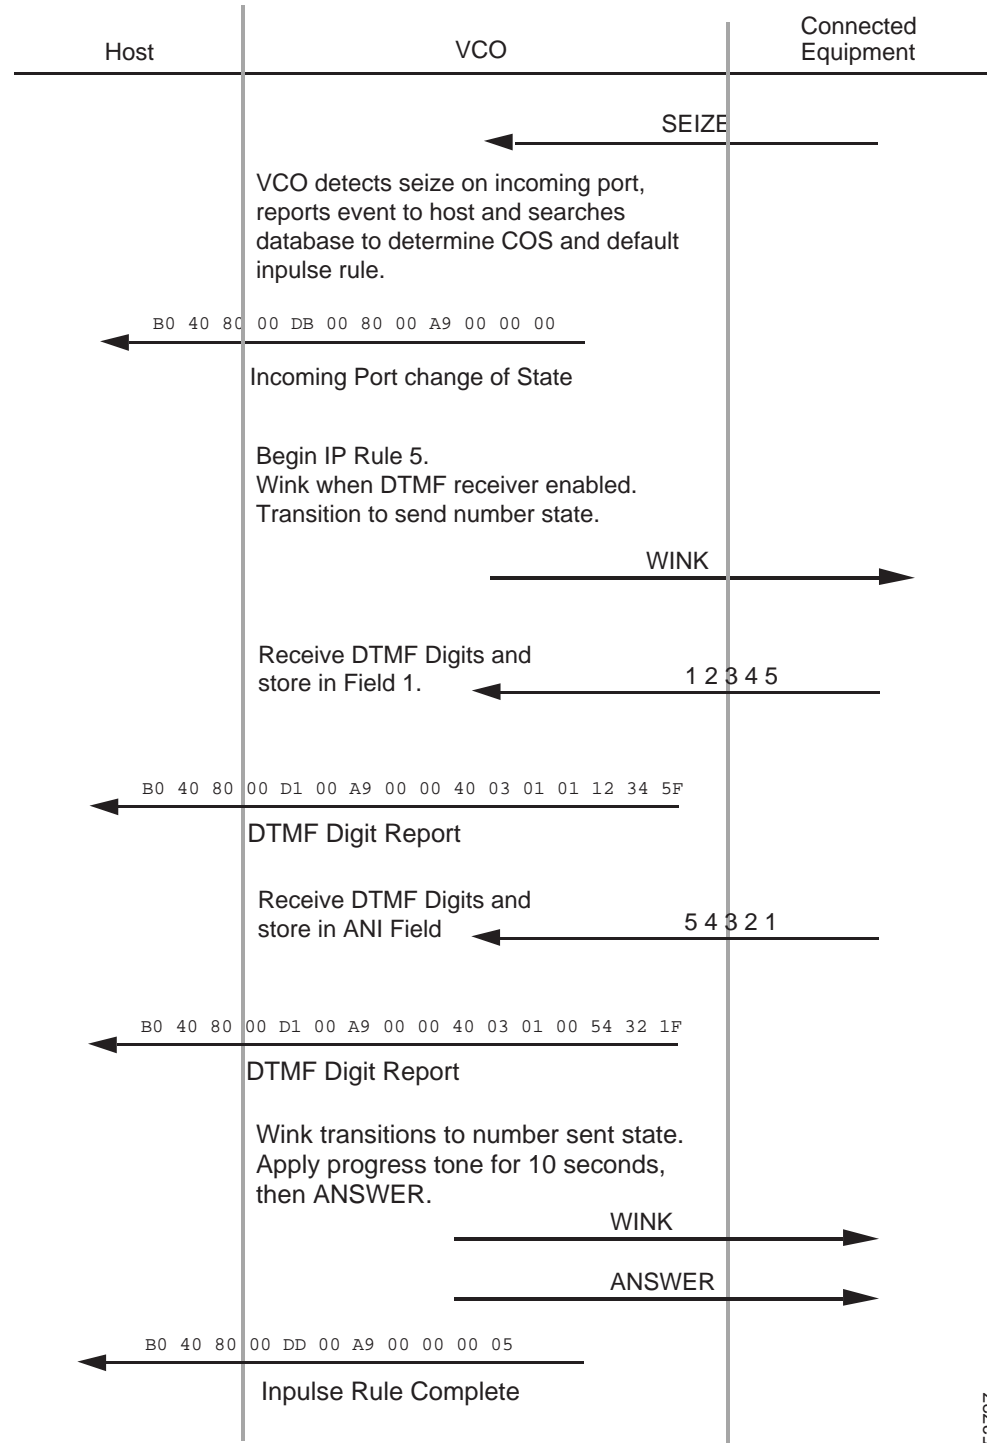 Host
VCO
Connected
Equipment
SEIZE
VCO detects seize on incoming port,
reports event to host and searches
database to determine COS and default
inpulse rule.
B0 40 80 00 DB 00 80 00 A9 00 00 00
Incoming Port change of State
Begin IP Rule 5.
Wink when DTMF receiver enabled.
Transition to send number state.
WINK
Receive DTMF Digits and
store in Field 1.
1 2 3 4 5
B0 40 80 00 D1 00 A9 00 00 40 03 01 01 12 34 5F
DTMF Digit Report
Receive DTMF Digits and
store in ANI Field
5 4 3 2 1
B0 40 80 00 D1 00 A9 00 00 40 03 01 00 54 32 1F
DTMF Digit Report
Wink transitions to number sent state.
Apply progress tone for 10 seconds,
then ANSWER.
WINK
ANSWER
B0 40 80 00 DD 00 A9 00 00 00 05
Inpulse Rule Complete